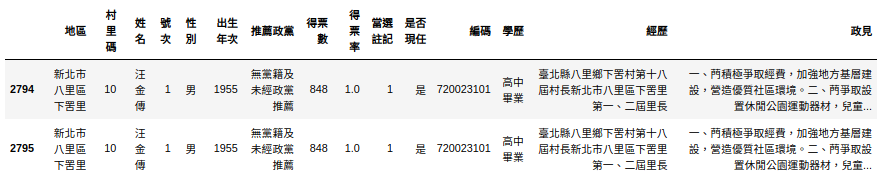 地區
村
里
碼
姓
名
號
次
性
別
出生
年次
推薦政黨
得票
數
得
票
率
當選
註記
是否
現任
編碼
學歷
經歷
政見
2794
新北市
八里區
下罟里
10
汪
金
傳
1
男
1955
無黨籍及
未經政黨
推薦
848
1.0
1
是
720023101
高中
畢業
臺北縣八里鄉下罟村第十八
屆村長新北市八里區下罟里
第一、二屆里長
一、苪積極爭取經費，加強地方基層建
設，營造優質社區環境。二、苪爭取設
置休閒公園運動器材，兒童...
2795
新北市
八里區
下罟里
10
汪
金
傳
1
男
1955
無黨籍及
未經政黨
推薦
848
1.0
1
是
720023101
高中
畢業
臺北縣八里鄉下罟村第十八
屆村長新北市八里區下罟里
第一、二屆里長
一、苪積極爭取經費，加強地方基層建
設，營造優質社區環境。二、苪爭取設
置休閒公園運動器材，兒童...